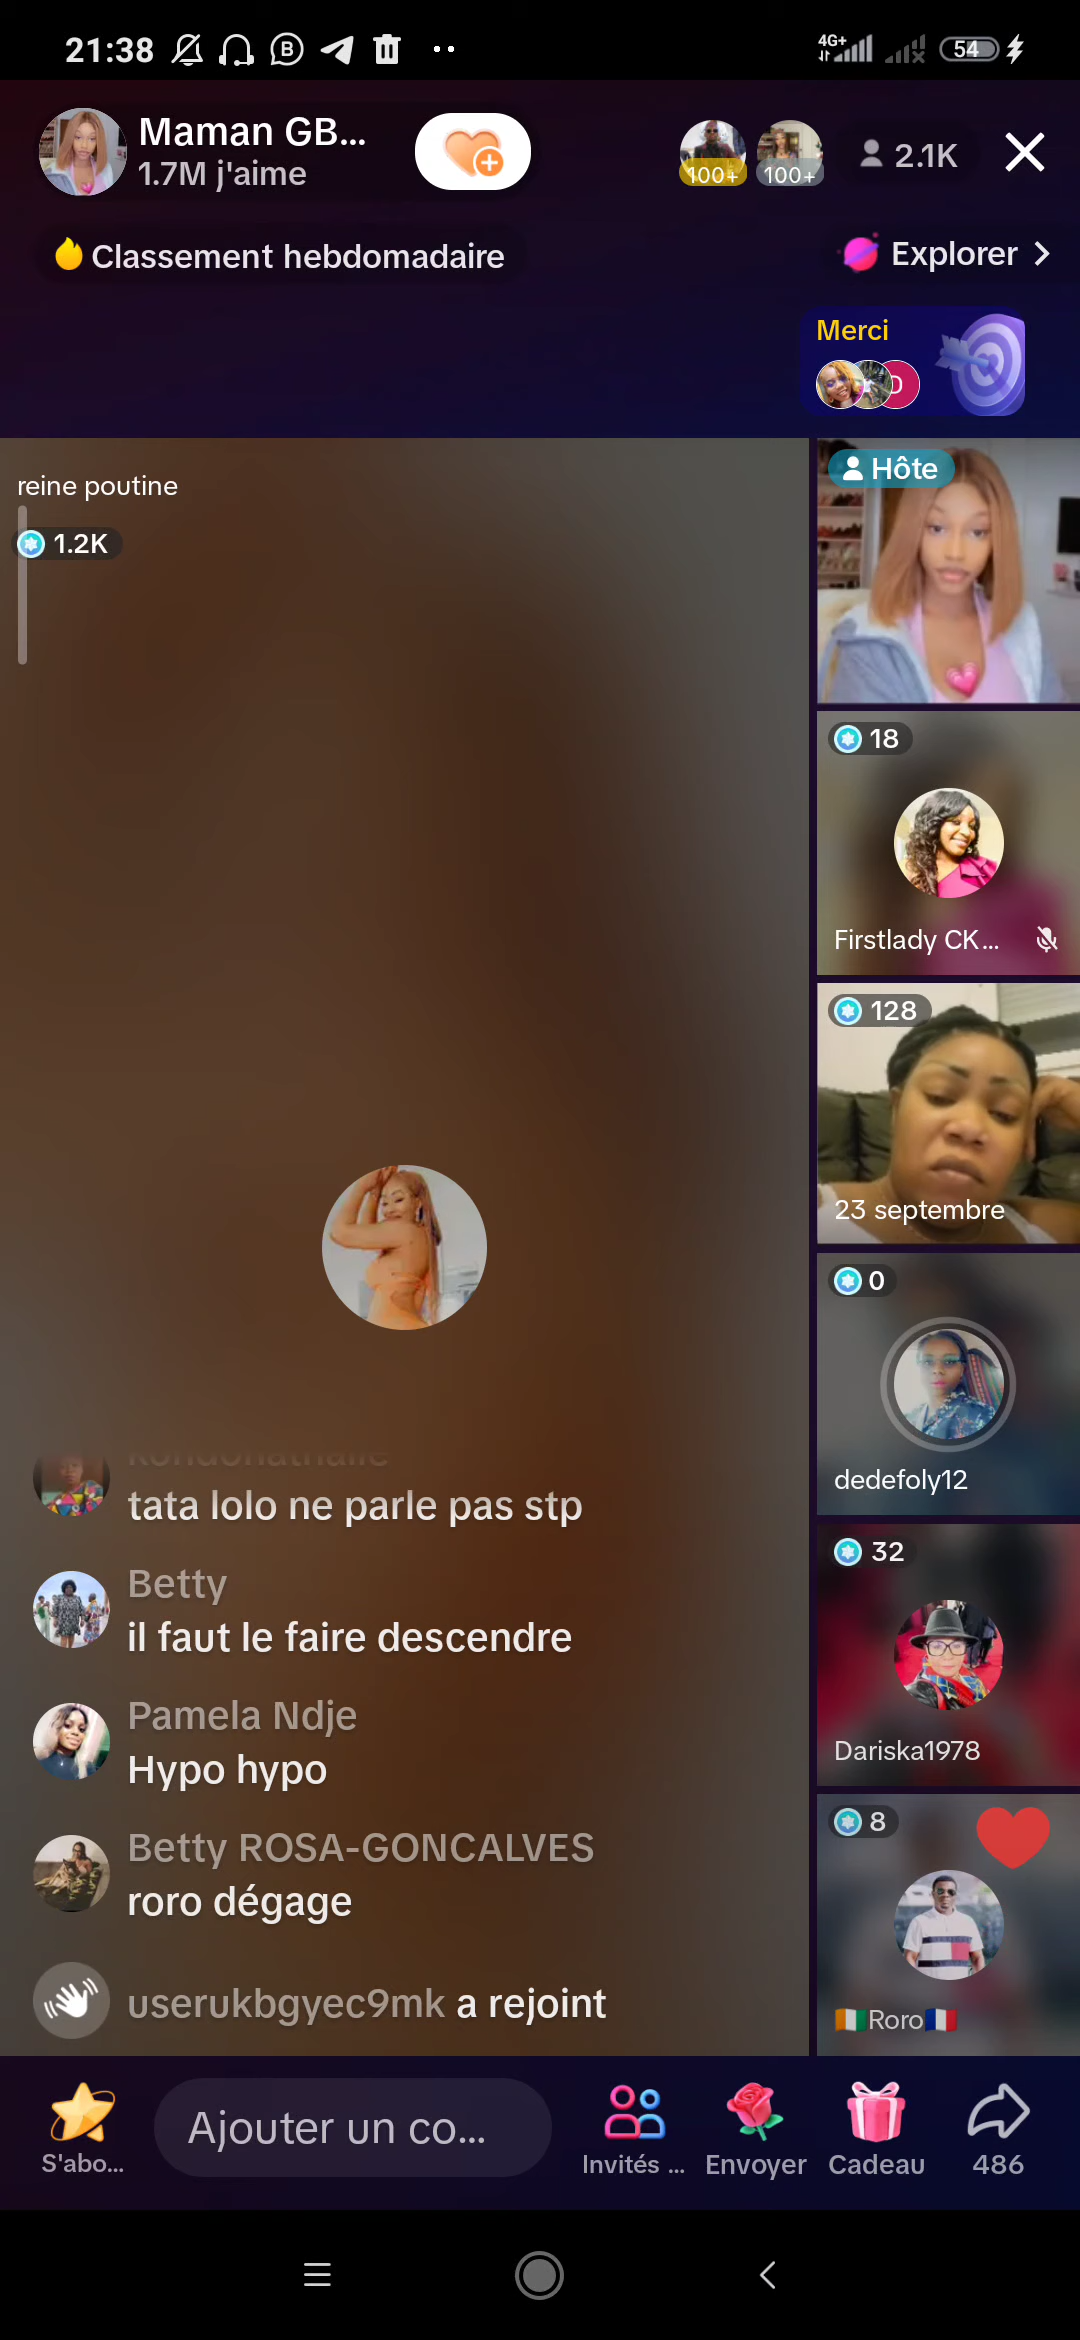 21:38
B
4G+
54
Maman GB...
1.7M j'aime
100+
100+
2.1K
Classement hebdomadaire
Explorer
Merci
D
reine poutine
1.2K
Hôte
18
Firstlady CK...
128
23 septembre
0
dedefoly12
32
Dariska1978
8
Roro
tata lolo ne parle pas stp
Betty
il faut le faire descendre
Pamela Ndje
Hypo hypo
Betty ROSA-GONCALVES
roro dégage
userukbgyec9mk a rejoint
S'abo...
Ajouter un co...
Invités ...
Envoyer
Cadeau
486